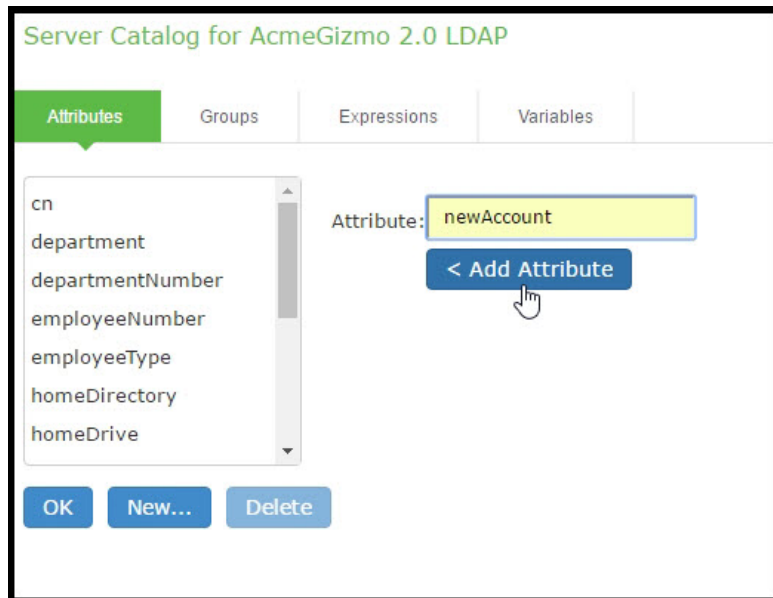 Server Catalog for AcmeGizmo 2.0 LDAP
Attributes Groups Expressions Variables
cn
department
departmentNumber
employeeNumber
employeeType
homeDirectory
homeDrive
Attribute: newAccount
< Add Attribute
OK New... Delete